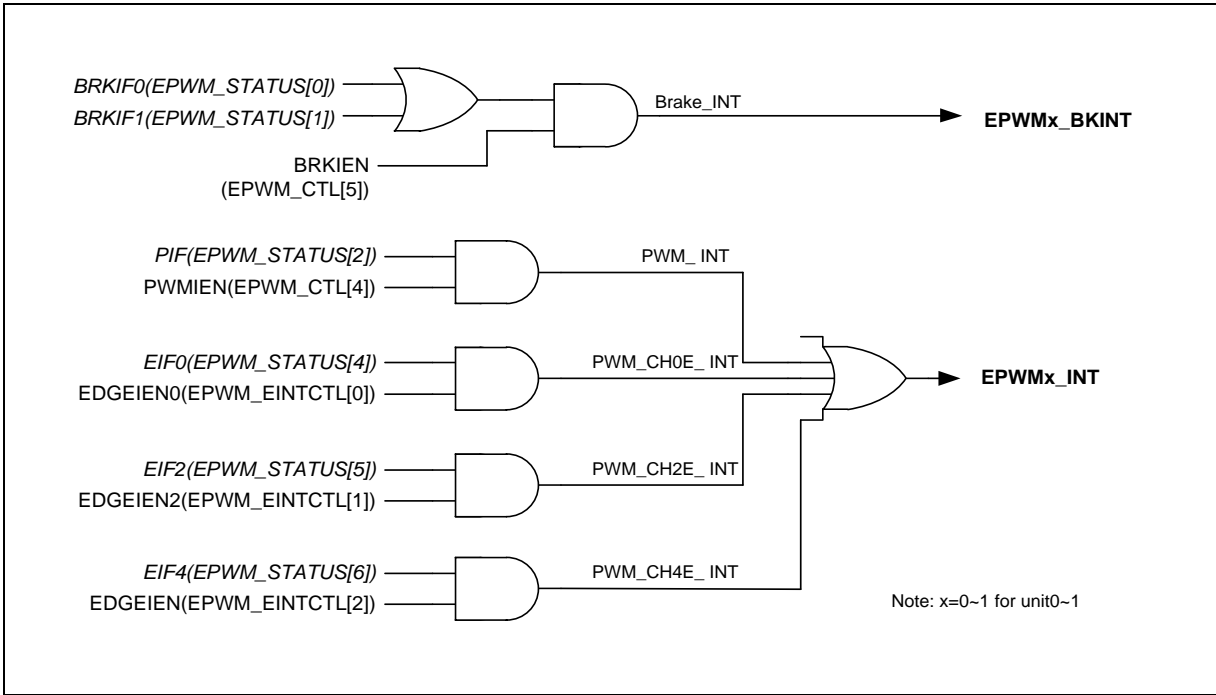 BRKIF0(EPWM_STATUS[0])
BRKIF1(EPWM_STATUS[1])
BRKIEN
(EPWM_CTL[5])
Brake_INT
EPWMx_BKINT
PIF(EPWM_STATUS[2])
PWMIEN(EPWM_CTL[4])
PWM_ INT
EIF0(EPWM_STATUS[4])
EDGEIEN0(EPWM_EINTCTL[0])
PWM_CH0E_ INT
EPWMx_INT
EIF2(EPWM_STATUS[5])
EDGEIEN2(EPWM_EINTCTL[1])
PWM_CH2E_ INT
EIF4(EPWM_STATUS[6])
EDGEIEN(EPWM_EINTCTL[2])
PWM_CH4E_ INT
Note: x=0~1 for unit0~1